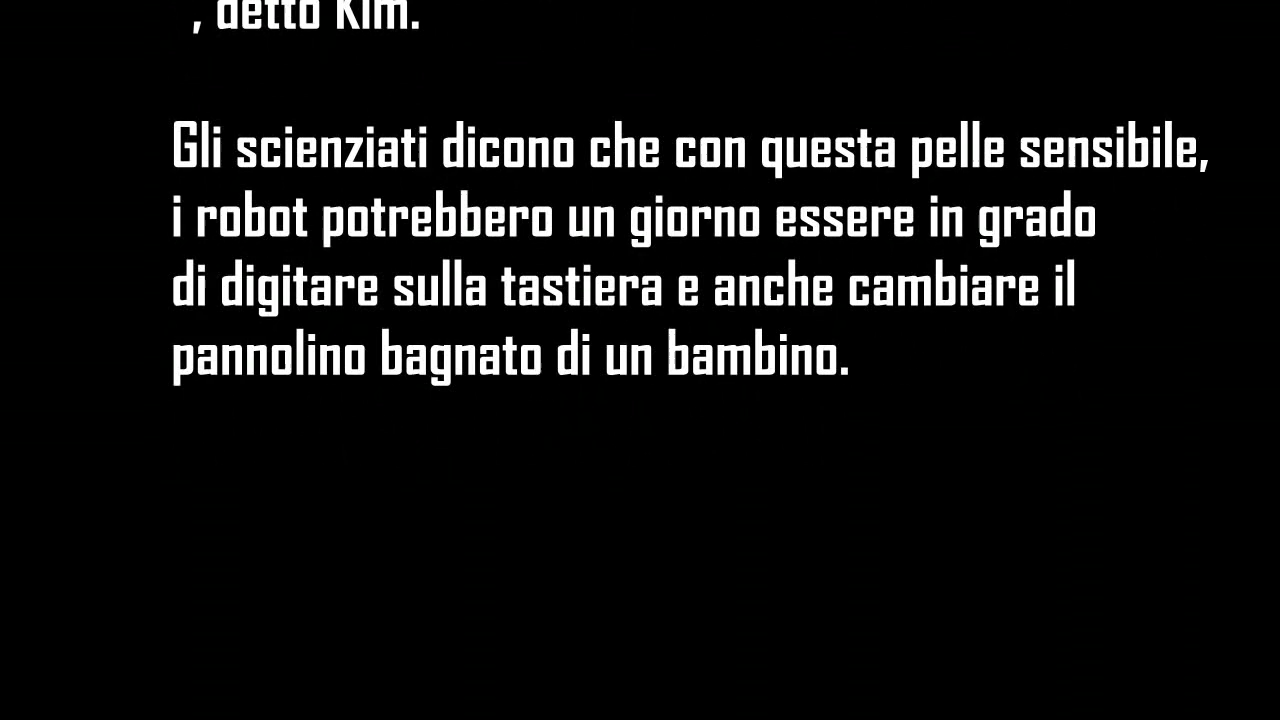 , detto Kim.
Gli scienziati dicono che con questa pelle sensibile,
i robot potrebbero un giorno essere in grado
di digitare sulla tastiera e anche cambiare il
pannolino bagnato di un bambino.